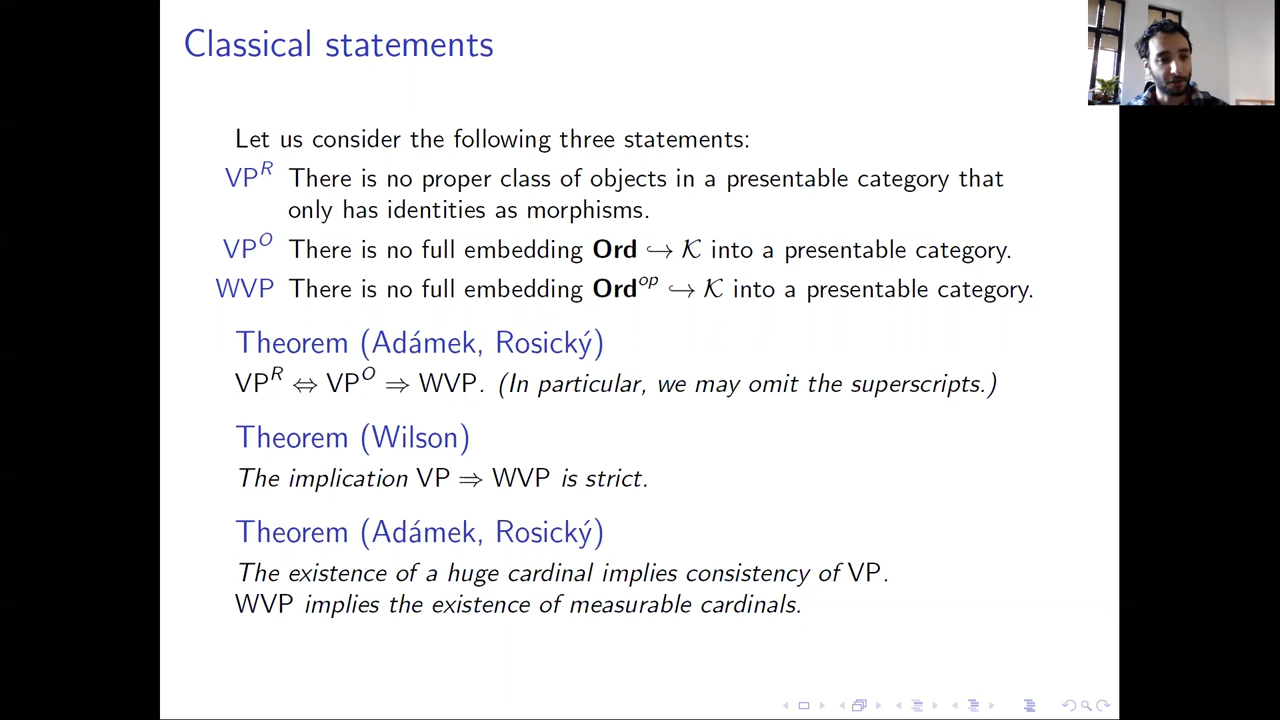 Classical statements
Let us consider the following three statements:
VP^R There is no proper class of objects in a presentable category that
only has identities as morphisms.
VP^O There is no full embedding Ord ↪ 𝒦 into a presentable category.
WVP There is no full embedding Ord^op ↪ 𝒦 into a presentable category.
Theorem (Adámek, Rosický)
VP^R ⇔ VP^O ⇒ WVP. (In particular, we may omit the superscripts.)
Theorem (Wilson)
The implication VP ⇒ WVP is strict.
Theorem (Adámek, Rosický)
The existence of a huge cardinal implies consistency of VP.
WVP implies the existence of measurable cardinals.